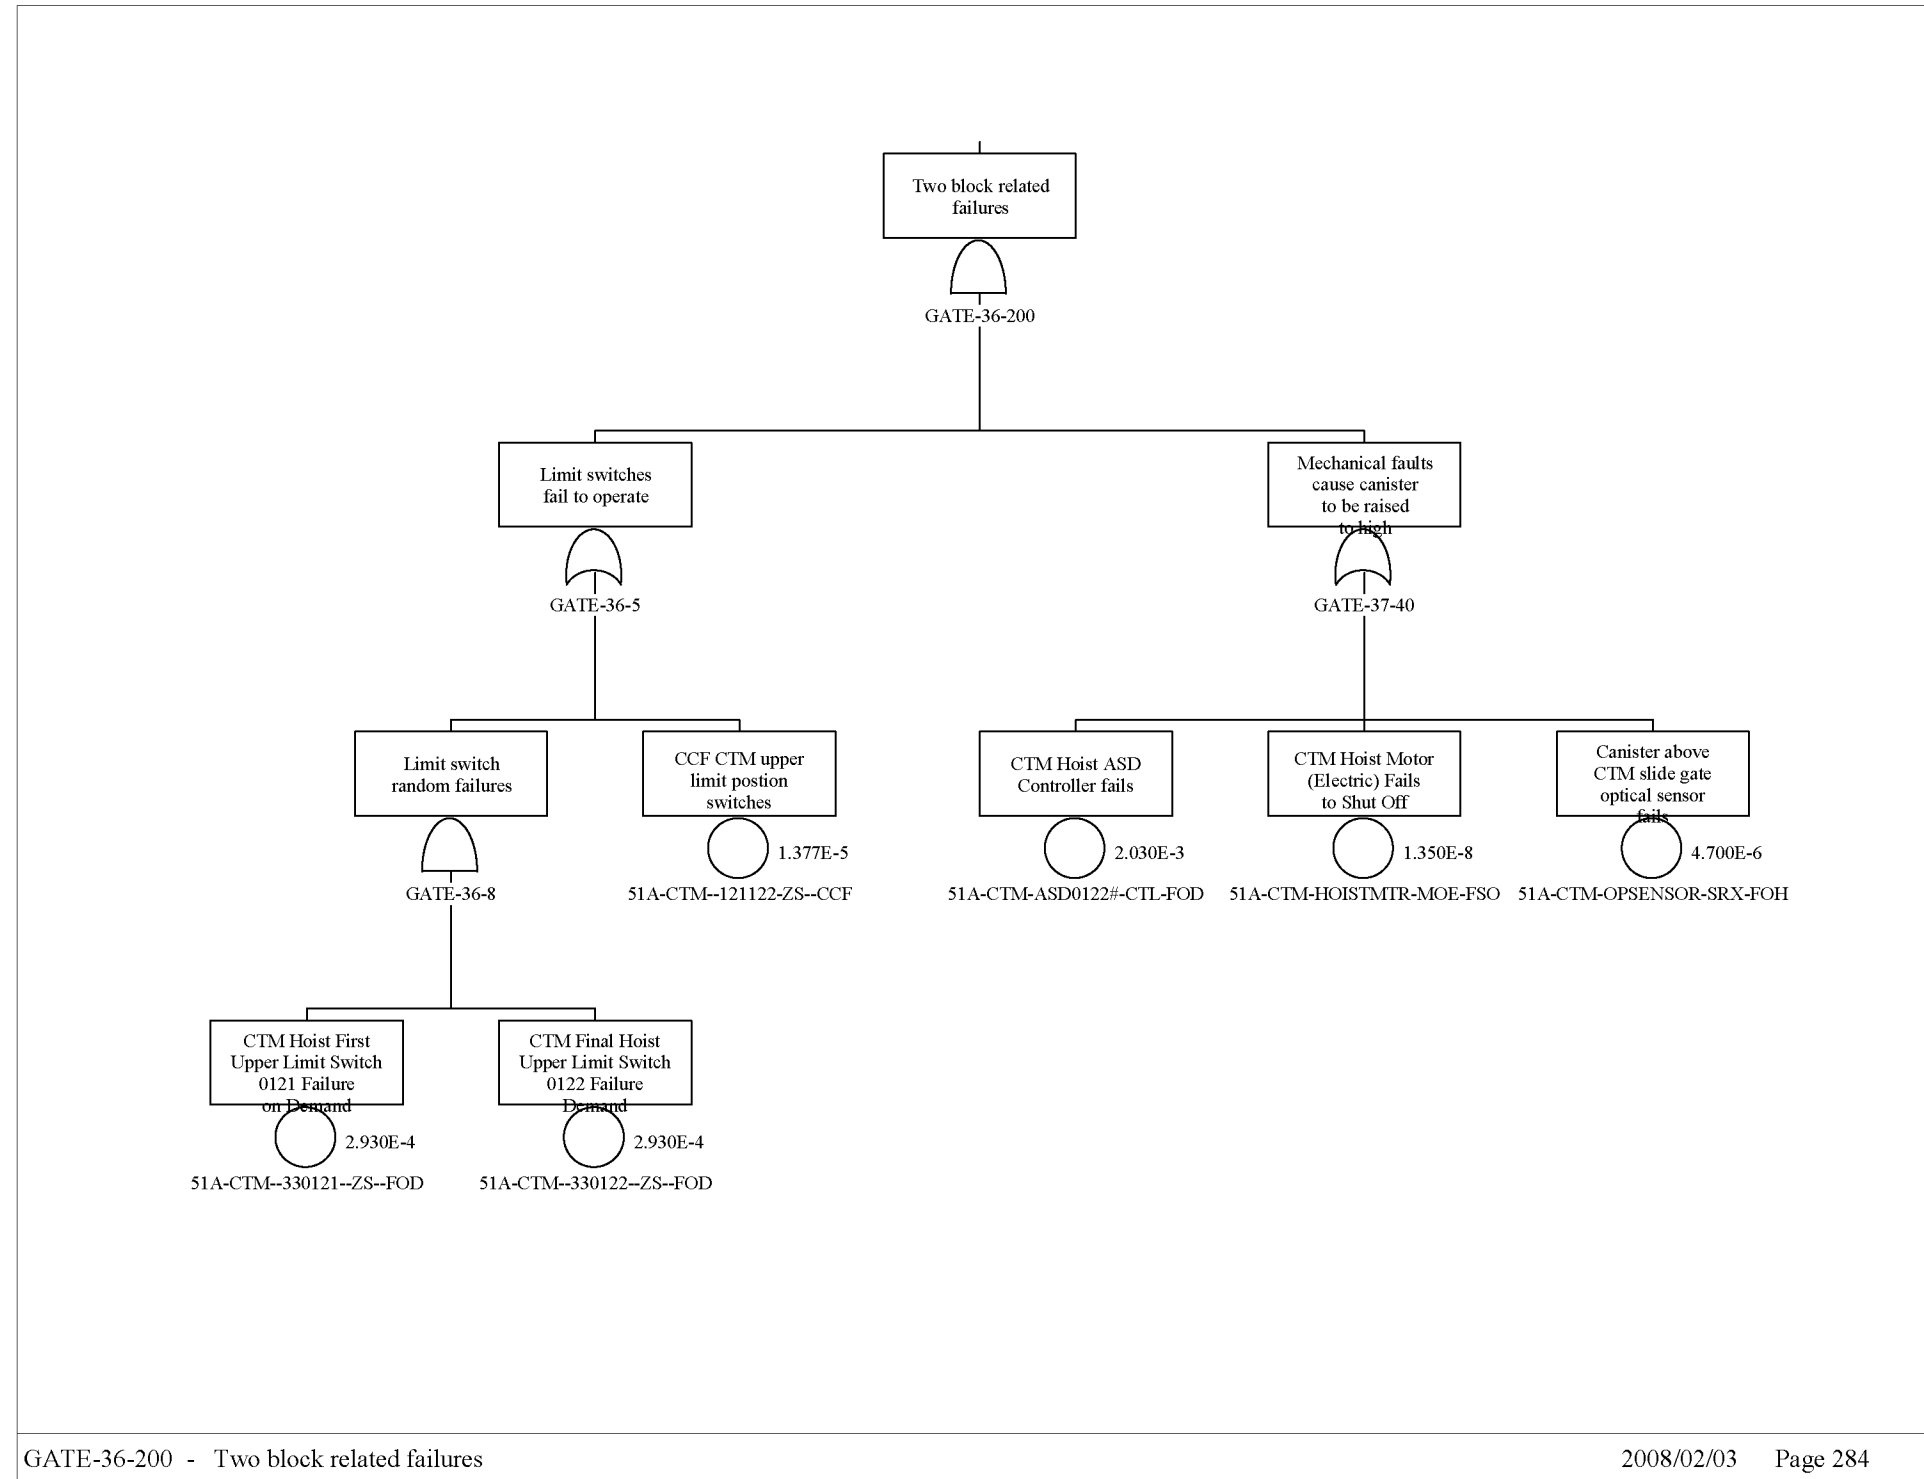 Two block related
failures
GATE-36-200
Limit switches
fail to operate
GATE-36-5
Mechanical faults
cause canister
to be raised
to high
GATE-37-40
Limit switch
random failures
GATE-36-8
CCF CTM upper
limit postion
switches
1.377E-5
51A-CTM--121122-ZS--CCF
CTM Hoist ASD
Controller fails
2.030E-3
51A-CTM-ASD0122#-CTL-FOD
CTM Hoist Motor
(Electric) Fails
to Shut Off
1.350E-8
51A-CTM-HOISTMTR-MOE-FSO
Canister above
CTM slide gate
optical sensor
fails
4.700E-6
51A-CTM-OPSENSOR-SRX-FOH
CTM Hoist First
Upper Limit Switch
0121 Failure
on Demand
2.930E-4
51A-CTM--330121--ZS--FOD
CTM Final Hoist
Upper Limit Switch
0122 Failure
Demand
2.930E-4
51A-CTM--330122--ZS--FOD
GATE-36-200 - Two block related failures
2008/02/03 Page 284